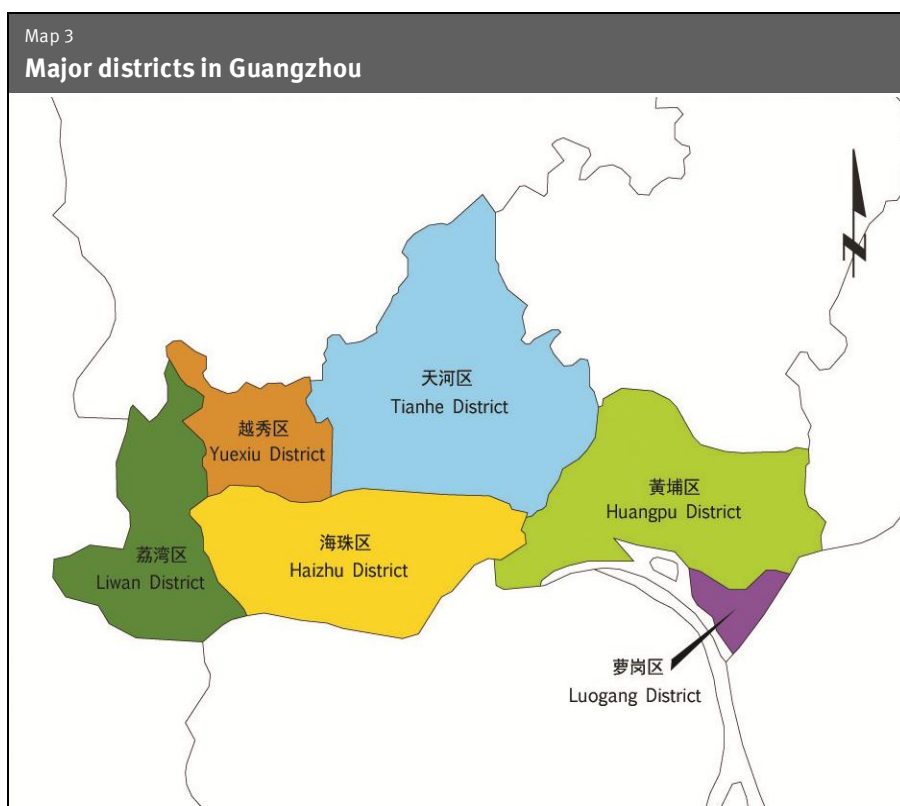 Map 3
Major districts in Guangzhou
N
天河区
Tianhe District
越秀区
Yuexiu District
黄埔区
Huangpu District
海珠区
Haizhu District
荔湾区
Liwan District
萝岗区
Luogang District